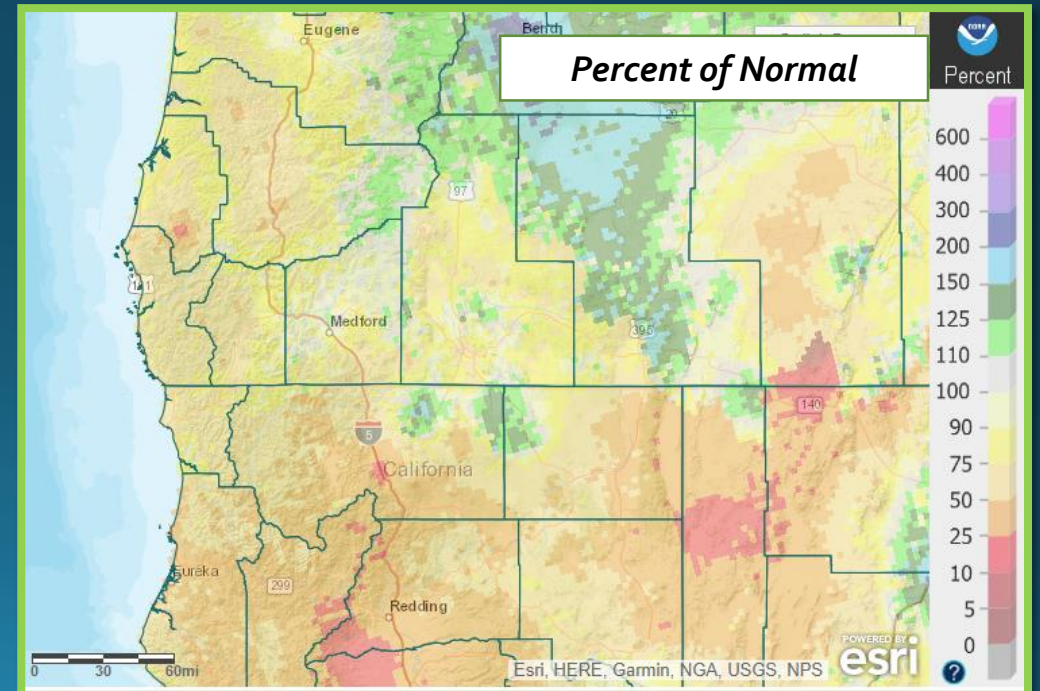 Eugene
Bend
Percent of Normal
NOAA
Percent
600
400
300
200
150
125
110
100
90
75
50
25
10
5
0
97
20
101
Medford
395
140
5
California
Eureka
299
Redding
0 30 60mi
Esri, HERE, Garmin, NGA, USGS, NPS
POWERED BY
esri
?